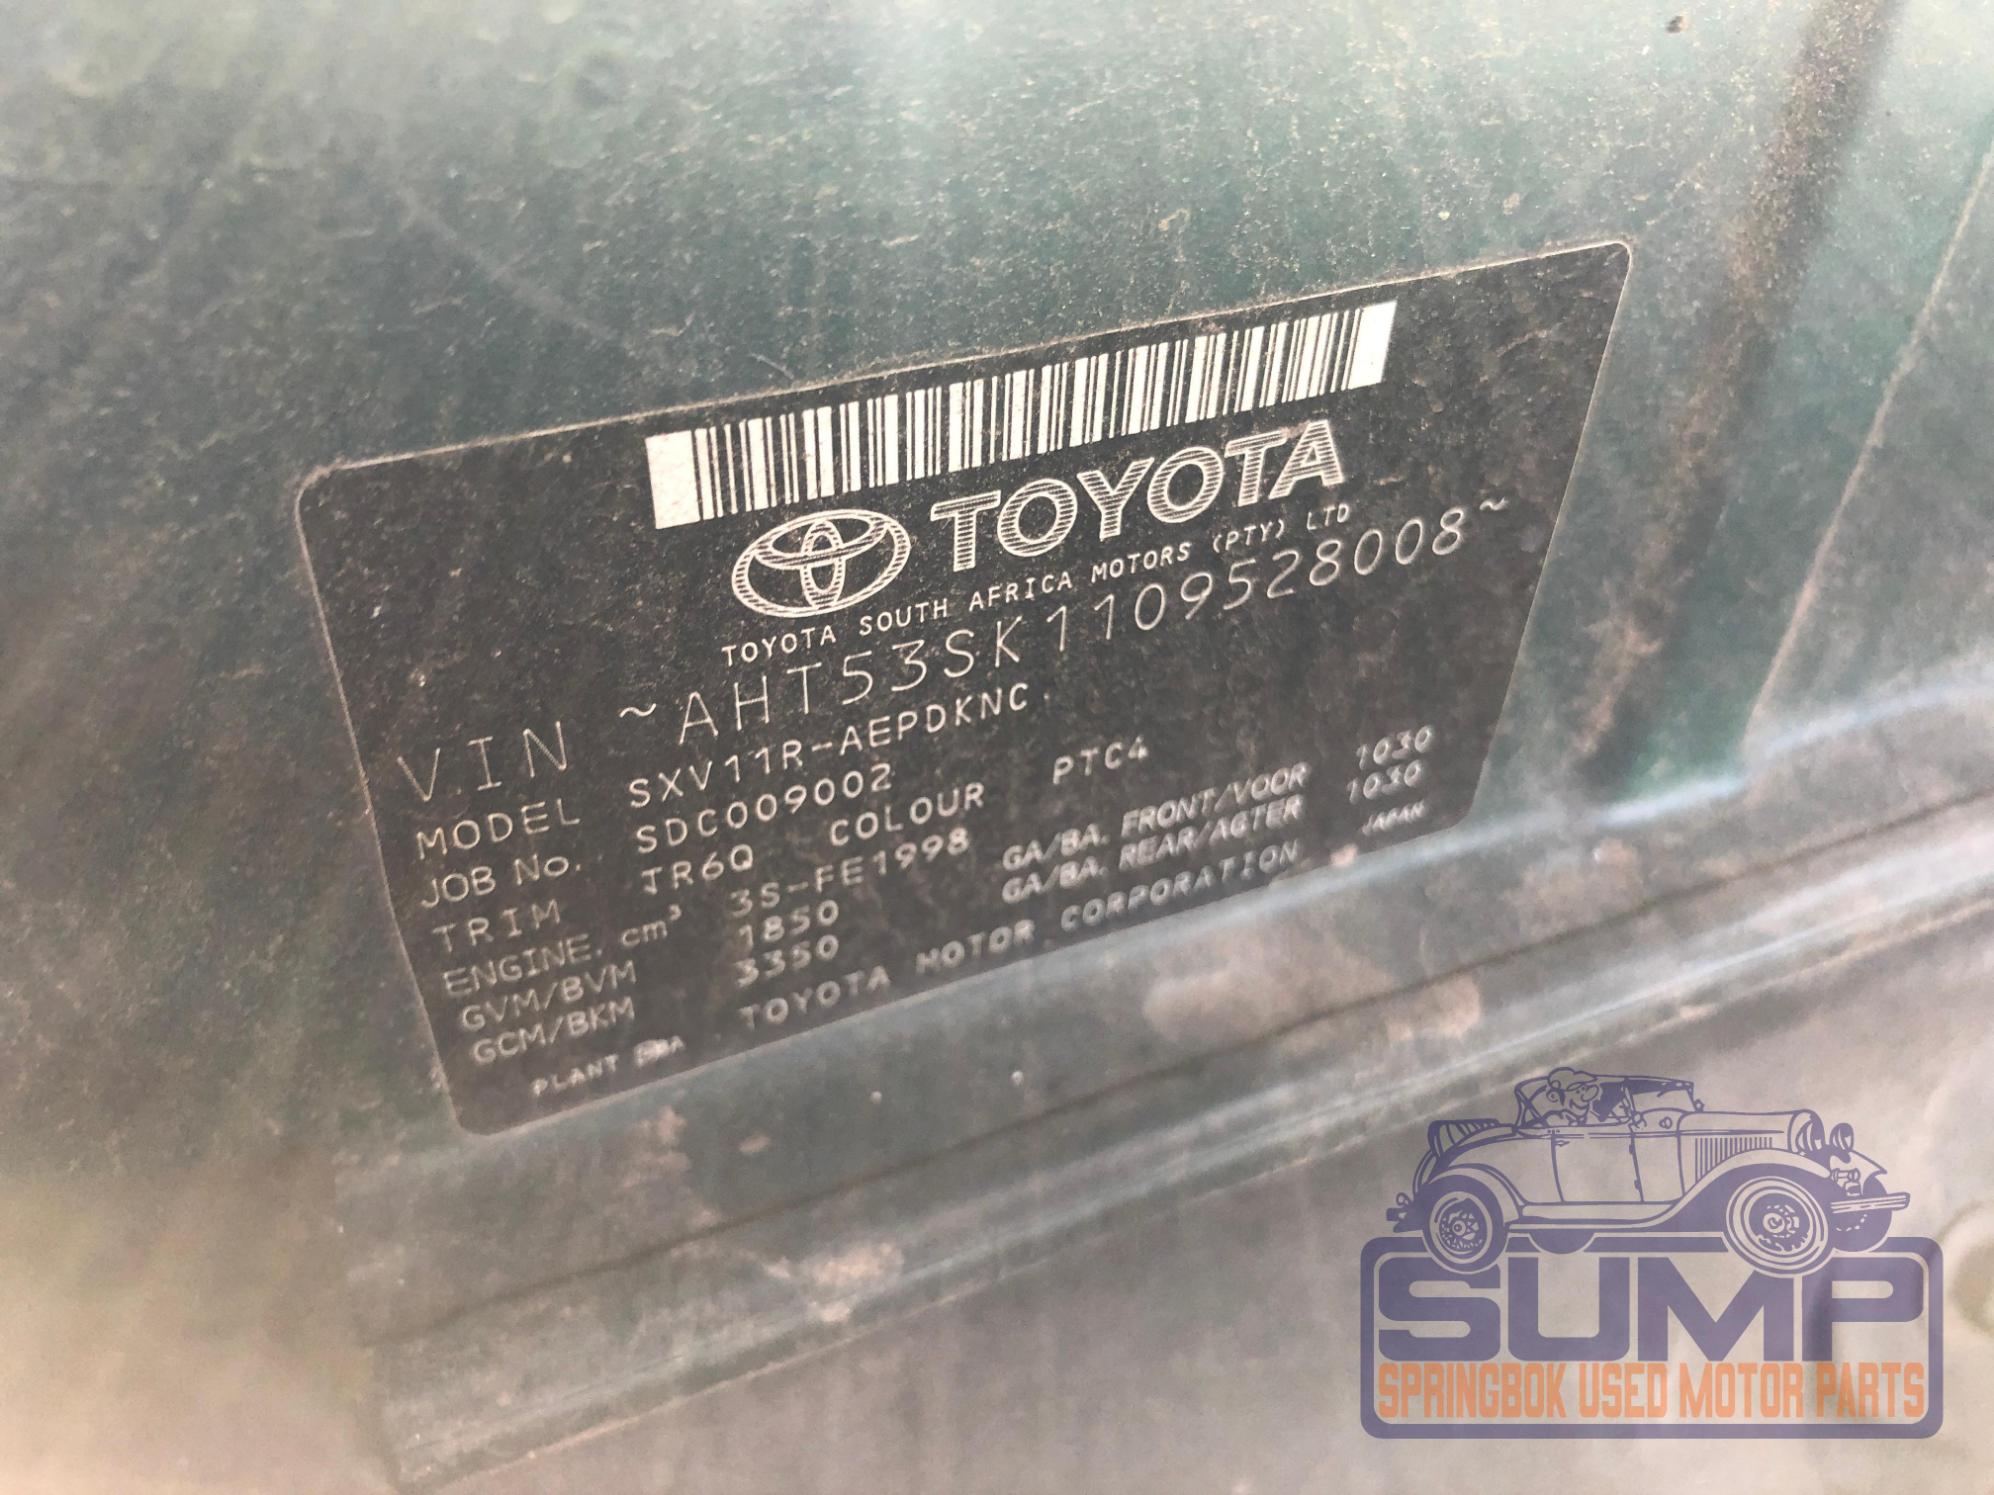 TOYOTA
TOYOTA SOUTH AFRICA MOTORS (PTY) LTD
VIN ~AHT53SK1109528008~
MODEL SXV11R-AEPDKNC
JOB No. SDC009002
TRIM TR6Q COLOUR PTC4
ENGINE. cm³ 3S-FE1998 GA/BA. FRONT/VOOR 1030
GVM/BVM 1850 GA/BA. REAR/AGTER 1030
GCM/BKM 3350
PLANT TOYOTA MOTOR CORPORATION JAPAN
SUMP
SPRINGBOK USED MOTOR PARTS